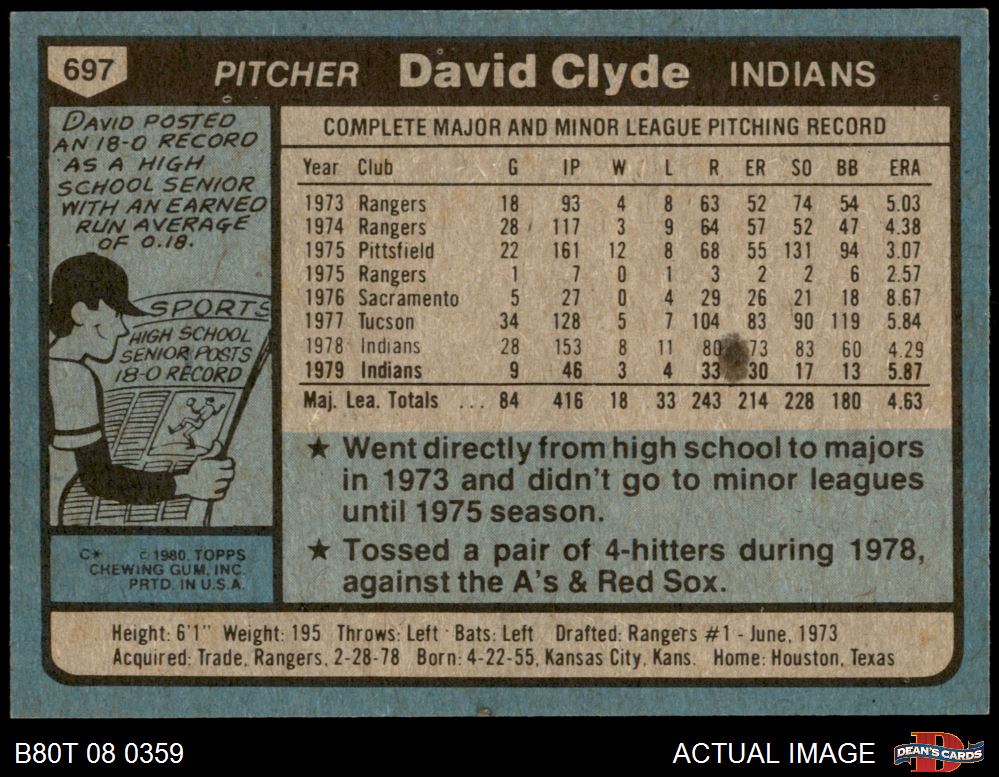 697
PITCHER David Clyde INDIANS
DAVID POSTED
AN 18-0 RECORD
AS A HIGH
SCHOOL SENIOR
WITH AN EARNED
RUN AVERAGE
OF 0.18.
SPORTS
HIGH SCHOOL
SENIOR POSTS
18-0 RECORD
C* © 1980 TOPPS
CHEWING GUM, INC.
PRTD. IN U.S.A.
COMPLETE MAJOR AND MINOR LEAGUE PITCHING RECORD
Year Club G IP W L R ER SO BB ERA
1973 Rangers 18 93 4 8 63 52 74 54 5.03
1974 Rangers 28 117 3 9 64 57 52 47 4.38
1975 Pittsfield 22 161 12 8 68 55 131 94 3.07
1975 Rangers 1 7 0 1 3 2 2 6 2.57
1976 Sacramento 5 27 0 4 29 26 21 18 8.67
1977 Tucson 34 128 5 7 104 83 90 119 5.84
1978 Indians 28 153 8 11 80 73 83 60 4.29
1979 Indians 9 46 3 4 33 30 17 13 5.87
Maj. Lea. Totals ... 84 416 18 33 243 214 228 180 4.63
★ Went directly from high school to majors
in 1973 and didn't go to minor leagues
until 1975 season.
★ Tossed a pair of 4-hitters during 1978,
against the A's & Red Sox.
Height: 6'1" Weight: 195 Throws: Left Bats: Left Drafted: Rangers #1 - June, 1973
Acquired: Trade, Rangers, 2-28-78 Born: 4-22-55, Kansas City, Kans. Home: Houston, Texas
B80T 08 0359
ACTUAL IMAGE
DEAN'S CARDS